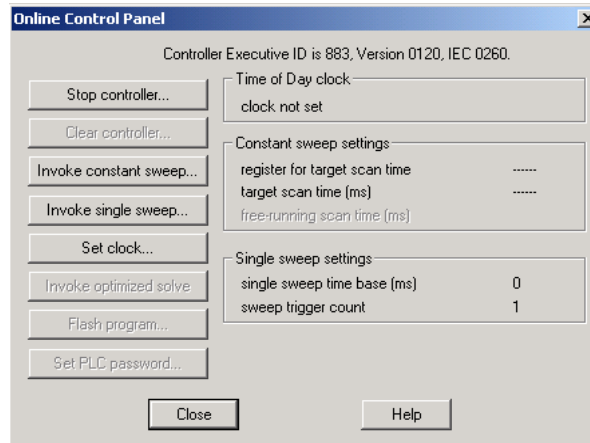 Online Control Panel
Controller Executive ID is 883, Version 0120, IEC 0260.
Stop controller...
Clear controller...
Invoke constant sweep...
Invoke single sweep...
Set clock...
Invoke optimized solve
Flash program...
Set PLC password...
Time of Day clock
clock not set
Constant sweep settings
register for target scan time ------
target scan time (ms) ------
free-running scan time (ms)
Single sweep settings
single sweep time base (ms) 0
sweep trigger count 1
Close
Help